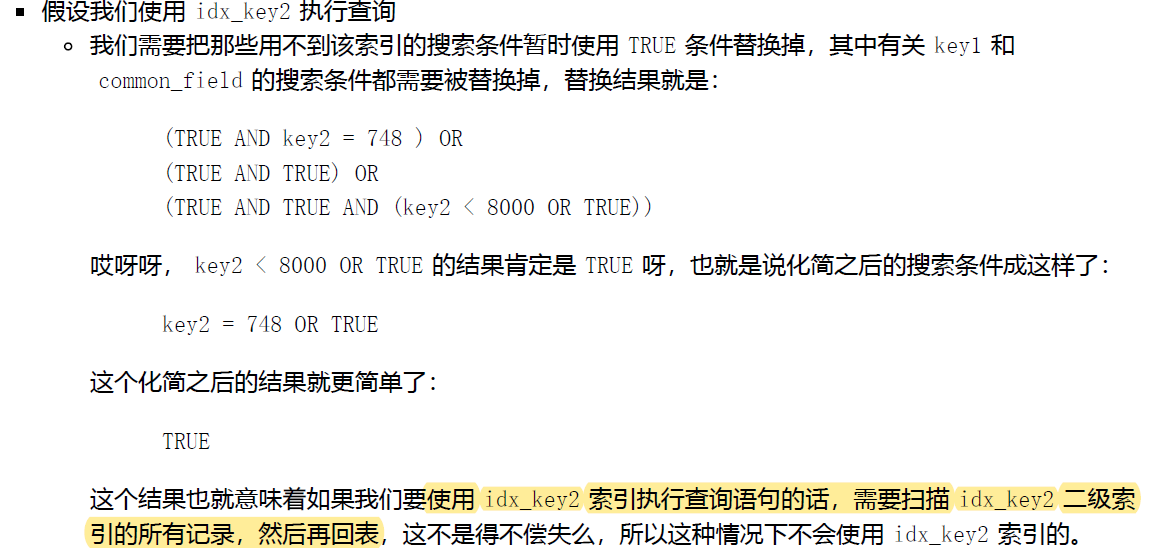 假设我们使用 idx_key2 执行查询
我们需要把那些用不到该索引的搜索条件暂时使用 TRUE 条件替换掉，其中有关 key1 和
common_field 的搜索条件都需要被替换掉，替换结果就是：
(TRUE AND key2 = 748 ) OR
(TRUE AND TRUE) OR
(TRUE AND TRUE AND (key2 < 8000 OR TRUE))
哎呀呀， key2 < 8000 OR TRUE 的结果肯定是 TRUE 呀，也就是说化简之后的搜索条件成这样了：
key2 = 748 OR TRUE
这个化简之后的结果就更简单了：
TRUE
这个结果也就意味着如果我们要使用 idx_key2 索引执行查询语句的话，需要扫描 idx_key2 二级索
引的所有记录，然后再回表，这不是得不偿失么，所以这种情况下不会使用 idx_key2 索引的。